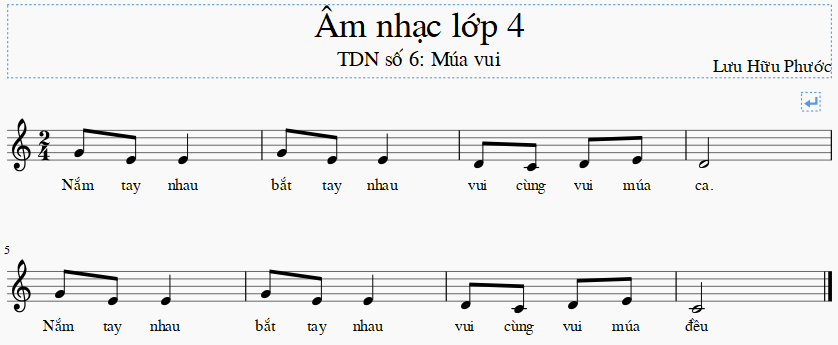 Âm nhạc lớp 4
TDN số 6: Múa vui
Lưu Hữu Phước
2
4
Nắm tay nhau bắt tay nhau vui cùng vui múa ca.
5
Nắm tay nhau bắt tay nhau vui cùng vui múa đều